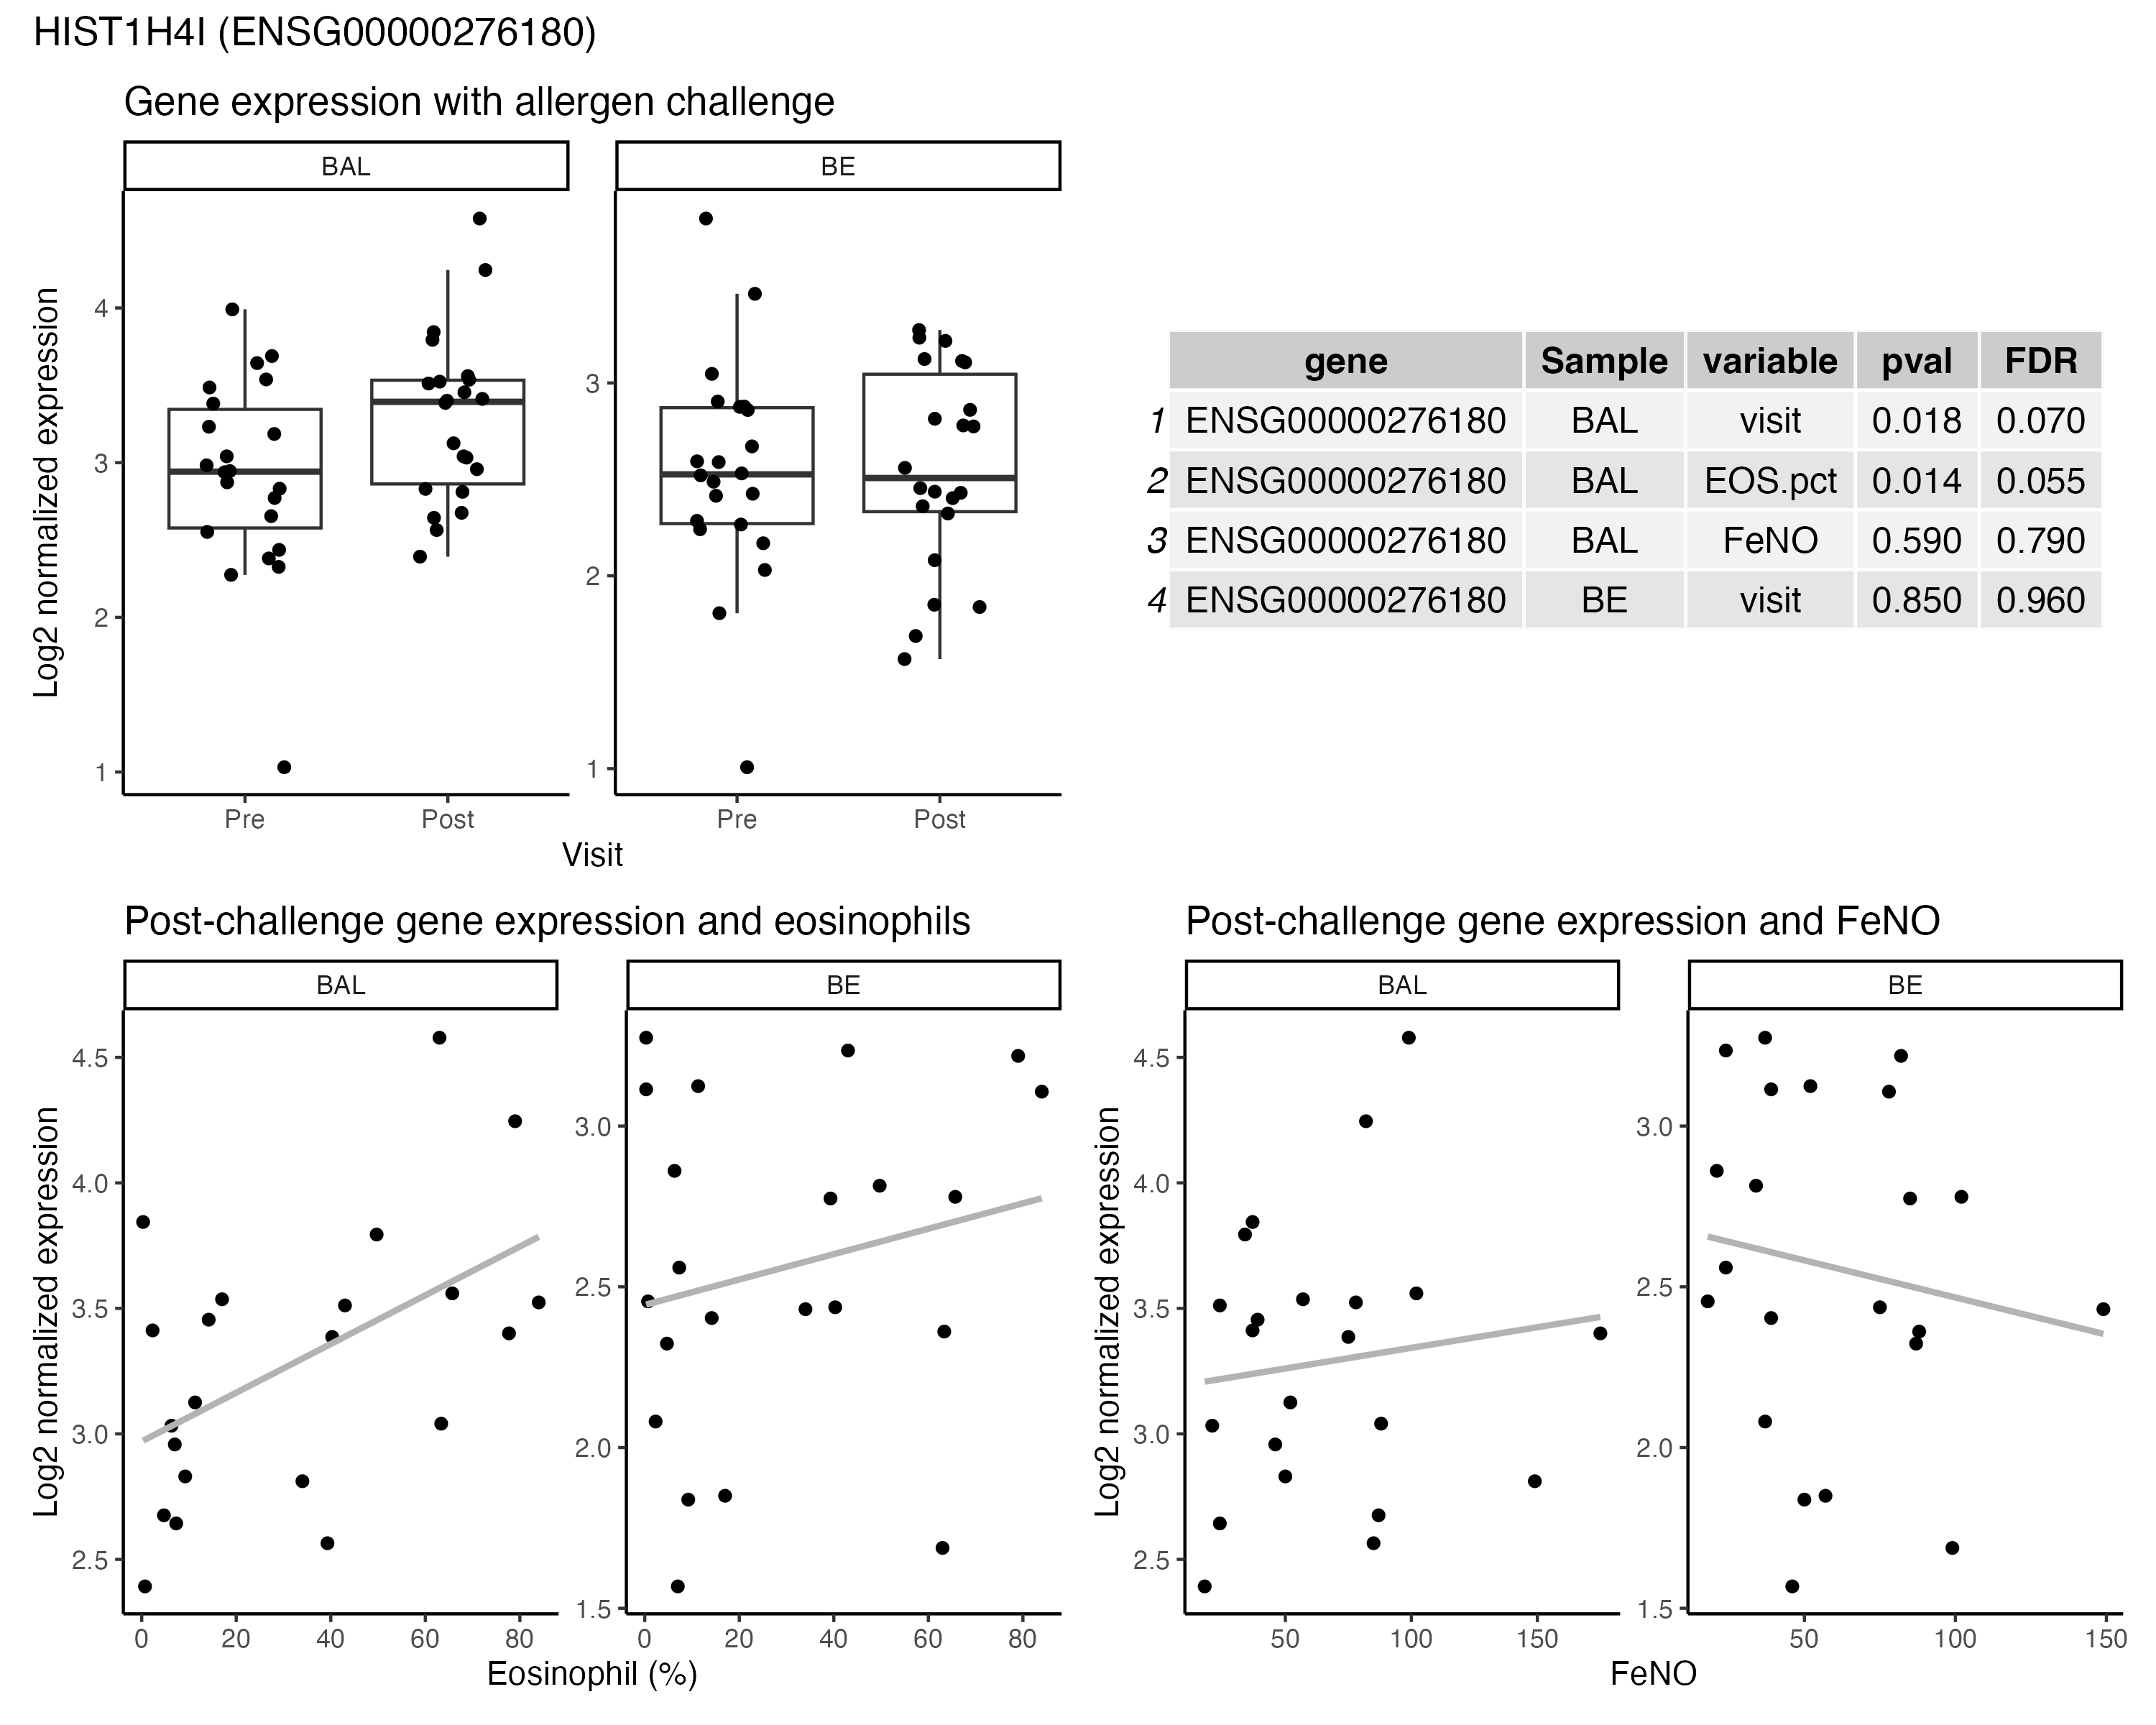 HIST1H4I (ENSG00000276180)
Gene expression with allergen challenge
BAL BE
Log2 normalized expression
4
3
2
1
3
2
1
Pre Post Pre Post
Visit
gene Sample variable pval FDR
1 ENSG00000276180 BAL visit 0.018 0.070
2 ENSG00000276180 BAL EOS.pct 0.014 0.055
3 ENSG00000276180 BAL FeNO 0.590 0.790
4 ENSG00000276180 BE visit 0.850 0.960
Post-challenge gene expression and eosinophils
BAL BE
Log2 normalized expression
4.5
4.0
3.5
3.0
2.5
3.0
2.5
2.0
1.5
0 20 40 60 80 0 20 40 60 80
Eosinophil (%)
Post-challenge gene expression and FeNO
BAL BE
Log2 normalized expression
4.5
4.0
3.5
3.0
2.5
3.0
2.5
2.0
1.5
50 100 150 50 100 150
FeNO